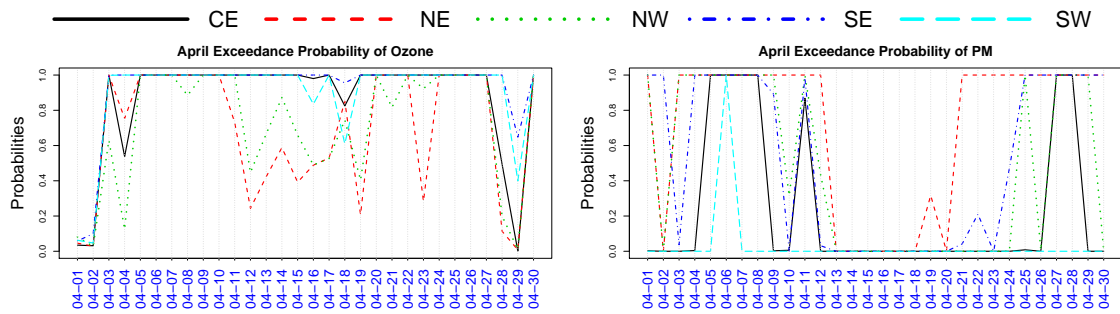 CE NE NW SE SW
April Exceedance Probability of Ozone
Probabilities
0.0 0.2 0.4 0.6 0.8 1.0
04−01 04−02 04−03 04−04 04−05 04−06 04−07 04−08 04−09 04−10 04−11 04−12 04−13 04−14 04−15 04−16 04−17 04−18 04−19 04−20 04−21 04−22 04−23 04−24 04−25 04−26 04−27 04−28 04−29 04−30
April Exceedance Probability of PM
Probabilities
0.0 0.2 0.4 0.6 0.8 1.0
04−01 04−02 04−03 04−04 04−05 04−06 04−07 04−08 04−09 04−10 04−11 04−12 04−13 04−14 04−15 04−16 04−17 04−18 04−19 04−20 04−21 04−22 04−23 04−24 04−25 04−26 04−27 04−28 04−29 04−30